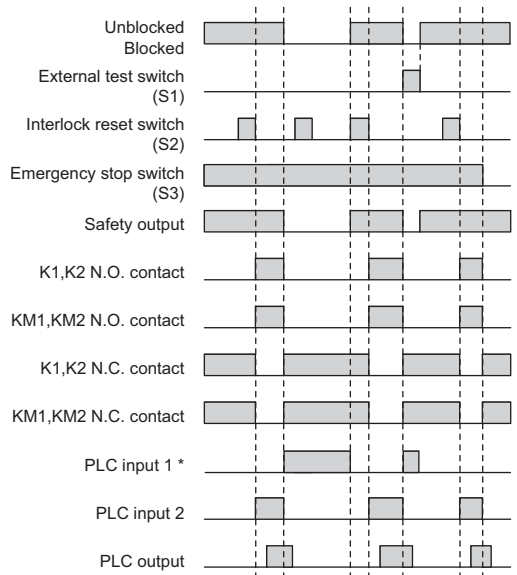 Unblocked
Blocked
External test switch
(S1)
Interlock reset switch
(S2)
Emergency stop switch
(S3)
Safety output
K1,K2 N.O. contact
KM1,KM2 N.O. contact
K1,K2 N.C. contact
KM1,KM2 N.C. contact
PLC input 1 *
PLC input 2
PLC output